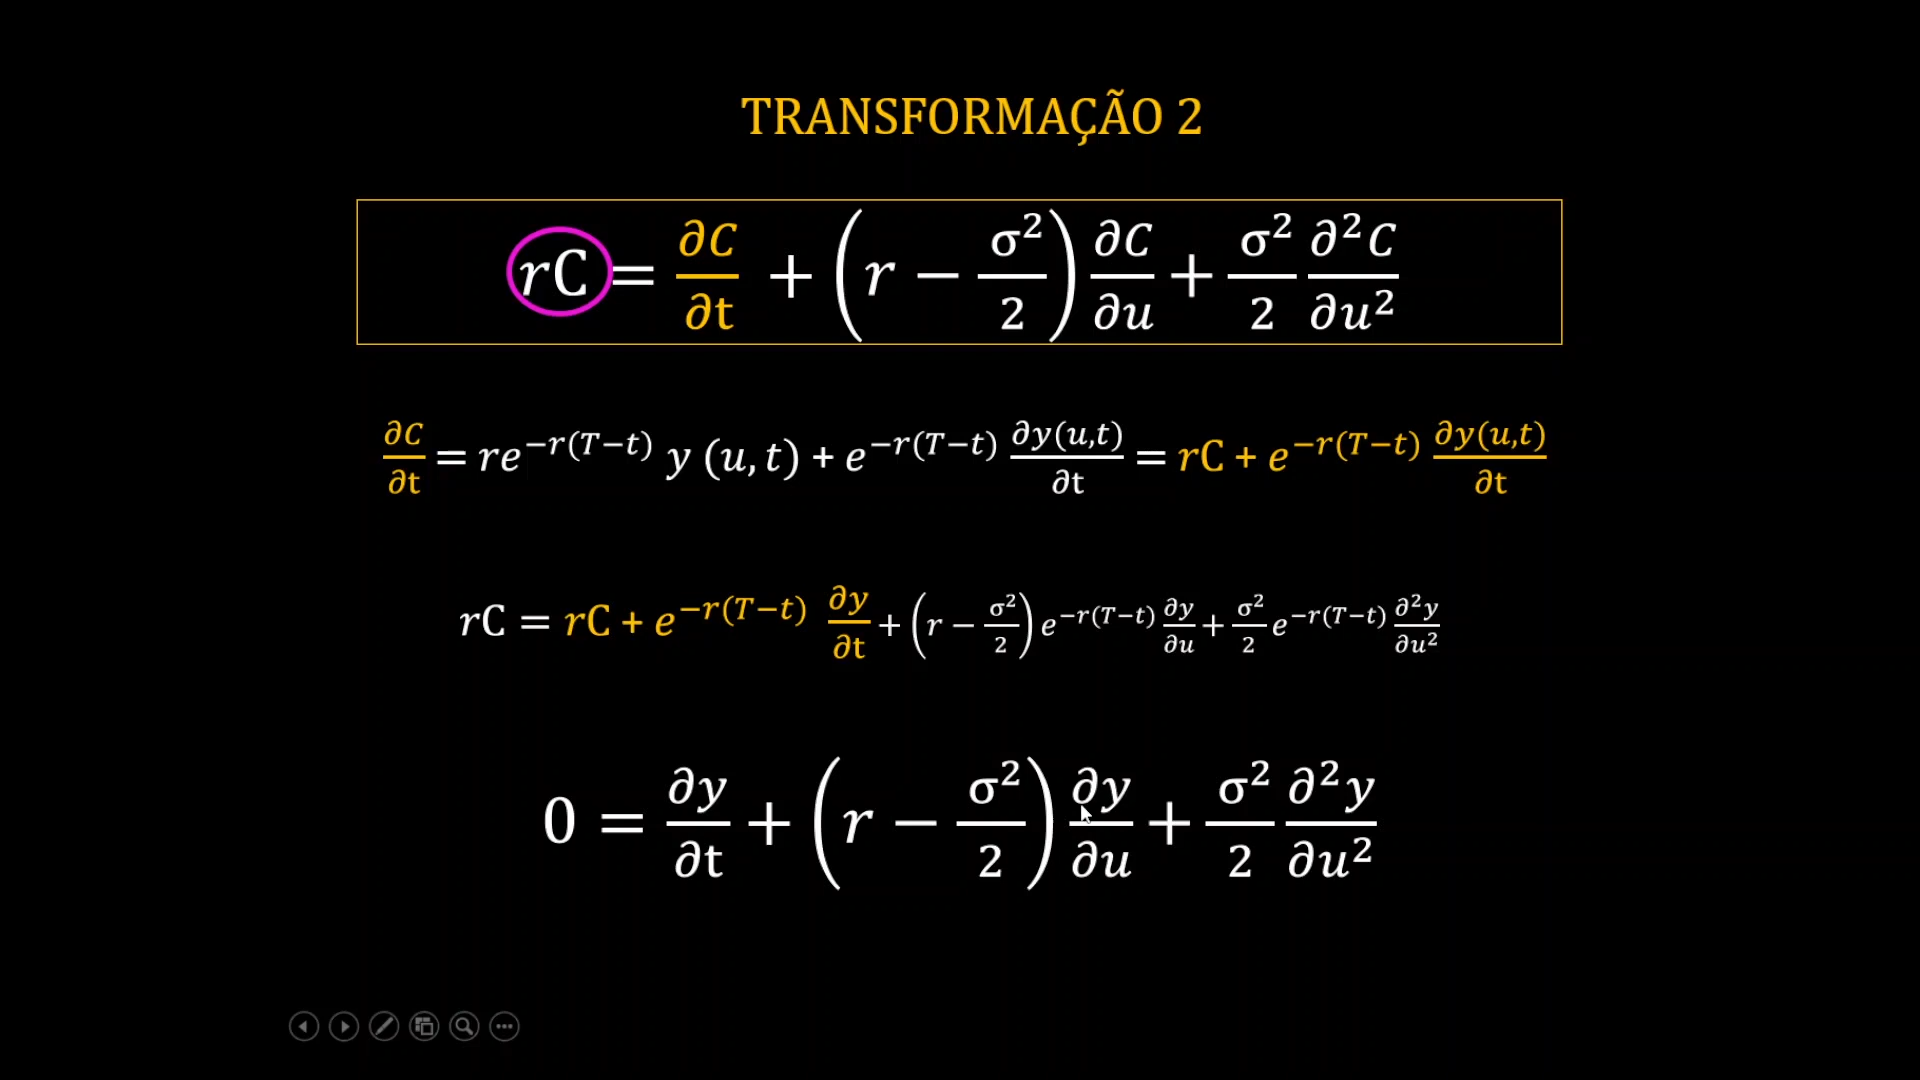 TRANSFORMAÇÃO 2
rC = ∂C/∂t + (r − σ²/2) ∂C/∂u + σ²/2 ∂²C/∂u²
∂C/∂t = re^−r(T−t) y (u, t) + e^−r(T−t) ∂y(u,t)/∂t = rC + e^−r(T−t) ∂y(u,t)/∂t
rC = rC + e^−r(T−t) ∂y/∂t + (r − σ²/2) e^−r(T−t) ∂y/∂u + σ²/2 e^−r(T−t) ∂²y/∂u²
0 = ∂y/∂t + (r − σ²/2) ∂y/∂u + σ²/2 ∂²y/∂u²